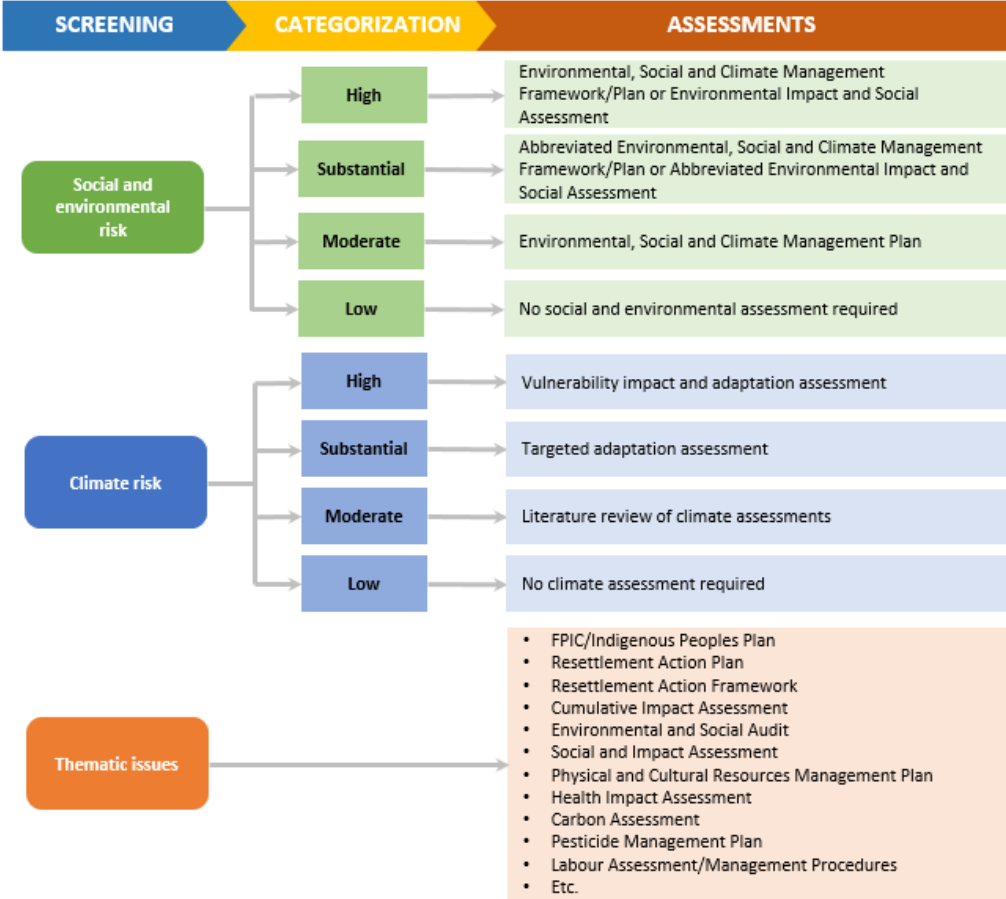 SCREENING
CATEGORIZATION
ASSESSMENTS
Social and
environmental
risk
High
Environmental, Social and Climate Management
Framework/Plan or Environmental Impact and Social
Assessment
Substantial
Abbreviated Environmental, Social and Climate Management
Framework/Plan or Abbreviated Environmental Impact and
Social Assessment
Moderate
Environmental, Social and Climate Management Plan
Low
No social and environmental assessment required
Climate risk
High
Vulnerability impact and adaptation assessment
Substantial
Targeted adaptation assessment
Moderate
Literature review of climate assessments
Low
No climate assessment required
Thematic issues
• FPIC/Indigenous Peoples Plan
• Resettlement Action Plan
• Resettlement Action Framework
• Cumulative Impact Assessment
• Environmental and Social Audit
• Social and Impact Assessment
• Physical and Cultural Resources Management Plan
• Health Impact Assessment
• Carbon Assessment
• Pesticide Management Plan
• Labour Assessment/Management Procedures
• Etc.